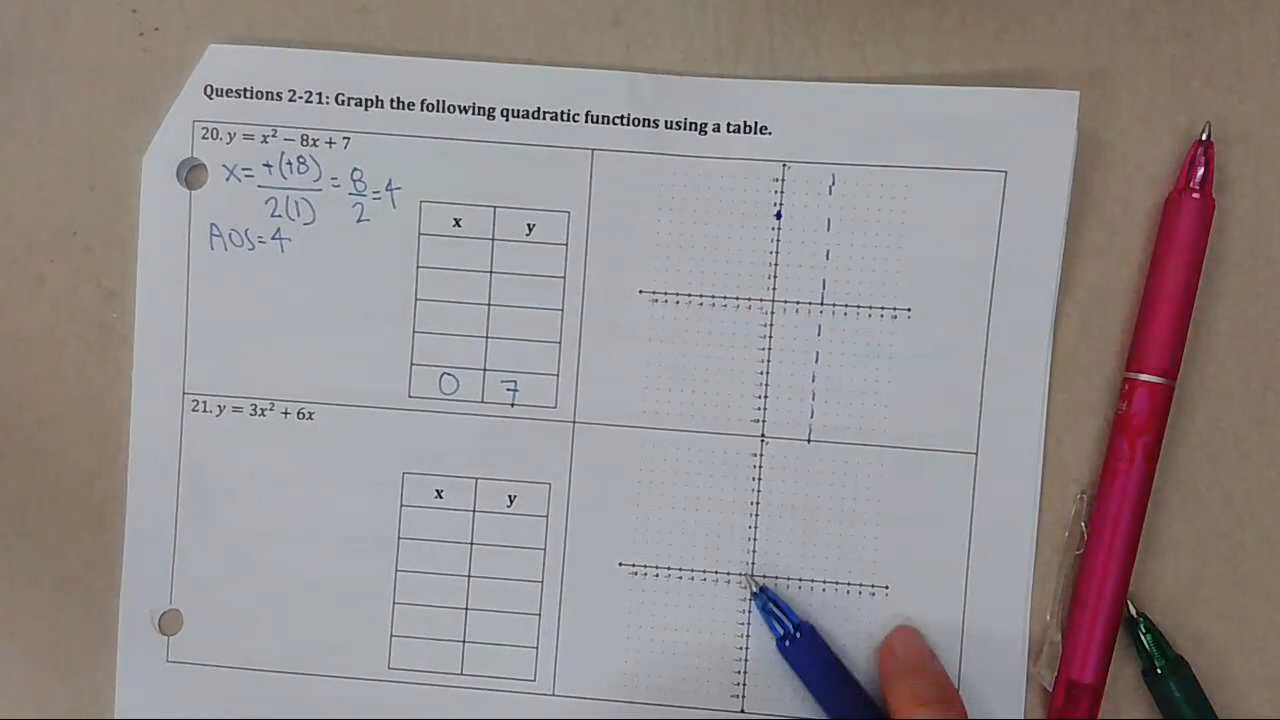 Questions 2-21: Graph the following quadratic functions using a table.
20. y = x² − 8x + 7
x = +(+8) / 2(1) = 8/2 = 4
AOS = 4
x y
0 7
21. y = 3x² + 6x
x y